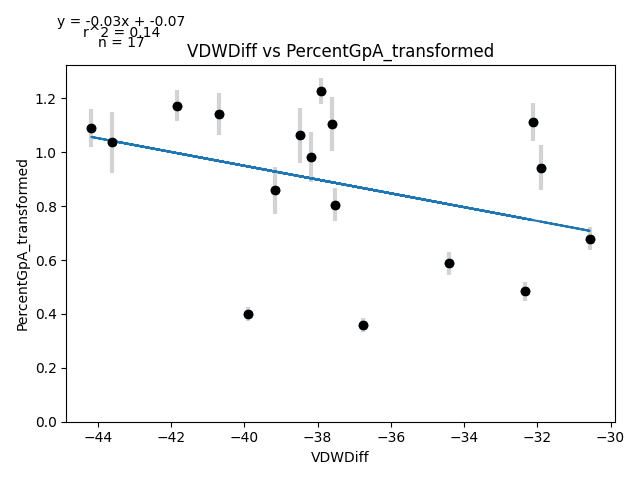 y = -0.03x + -0.07
r^2 = 0.14
n = 17
VDWDiff vs PercentGpA_transformed
PercentGpA_transformed
1.2
1.0
0.8
0.6
0.4
0.2
0.0
−44
−42
−40
−38
−36
−34
−32
−30
VDWDiff